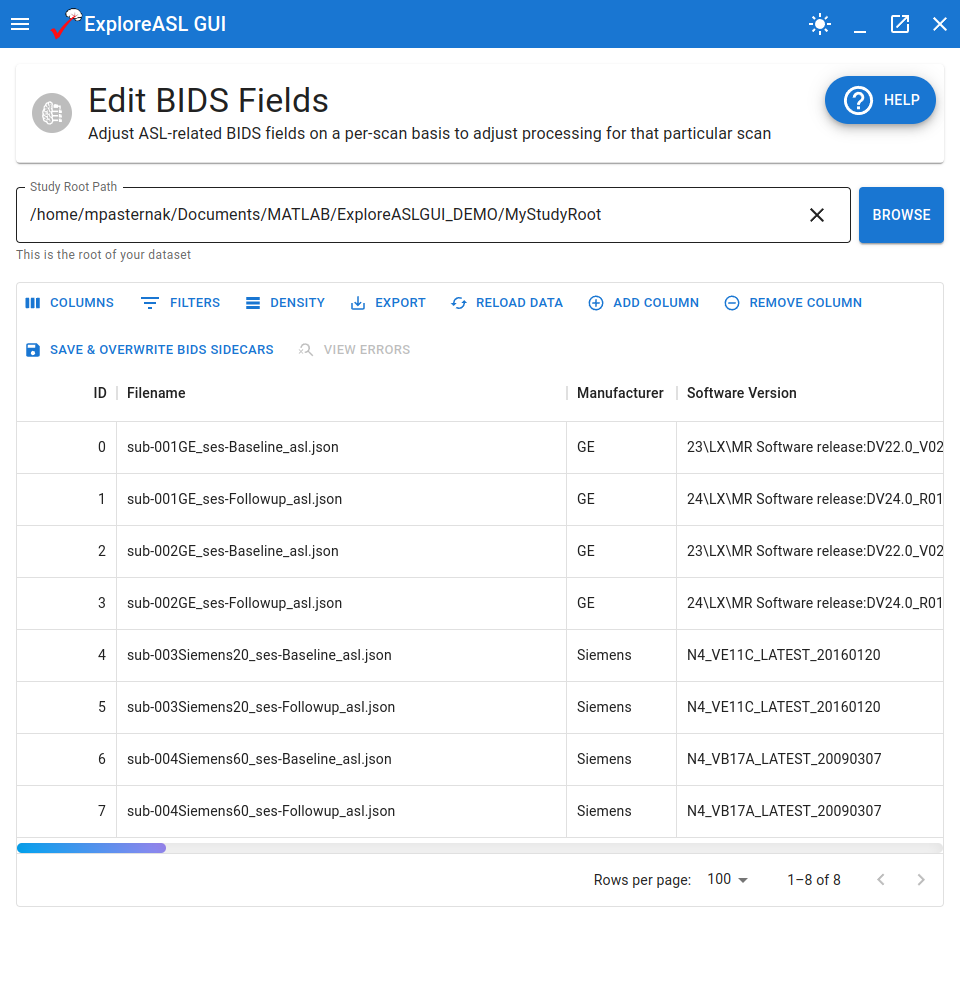 ExploreASL GUI
Edit BIDS Fields
Adjust ASL-related BIDS fields on a per-scan basis to adjust processing for that particular scan
HELP
Study Root Path
/home/mpasternak/Documents/MATLAB/ExploreASLGUI_DEMO/MyStudyRoot
BROWSE
This is the root of your dataset
COLUMNS FILTERS DENSITY EXPORT RELOAD DATA ADD COLUMN REMOVE COLUMN
SAVE & OVERWRITE BIDS SIDECARS VIEW ERRORS
ID Filename Manufacturer Software Version
0 sub-001GE_ses-Baseline_asl.json GE 23\LX\MR Software release:DV22.0_V02
1 sub-001GE_ses-Followup_asl.json GE 24\LX\MR Software release:DV24.0_R01
2 sub-002GE_ses-Baseline_asl.json GE 23\LX\MR Software release:DV22.0_V02
3 sub-002GE_ses-Followup_asl.json GE 24\LX\MR Software release:DV24.0_R01
4 sub-003Siemens20_ses-Baseline_asl.json Siemens N4_VE11C_LATEST_20160120
5 sub-003Siemens20_ses-Followup_asl.json Siemens N4_VE11C_LATEST_20160120
6 sub-004Siemens60_ses-Baseline_asl.json Siemens N4_VB17A_LATEST_20090307
7 sub-004Siemens60_ses-Followup_asl.json Siemens N4_VB17A_LATEST_20090307
Rows per page: 100 1–8 of 8